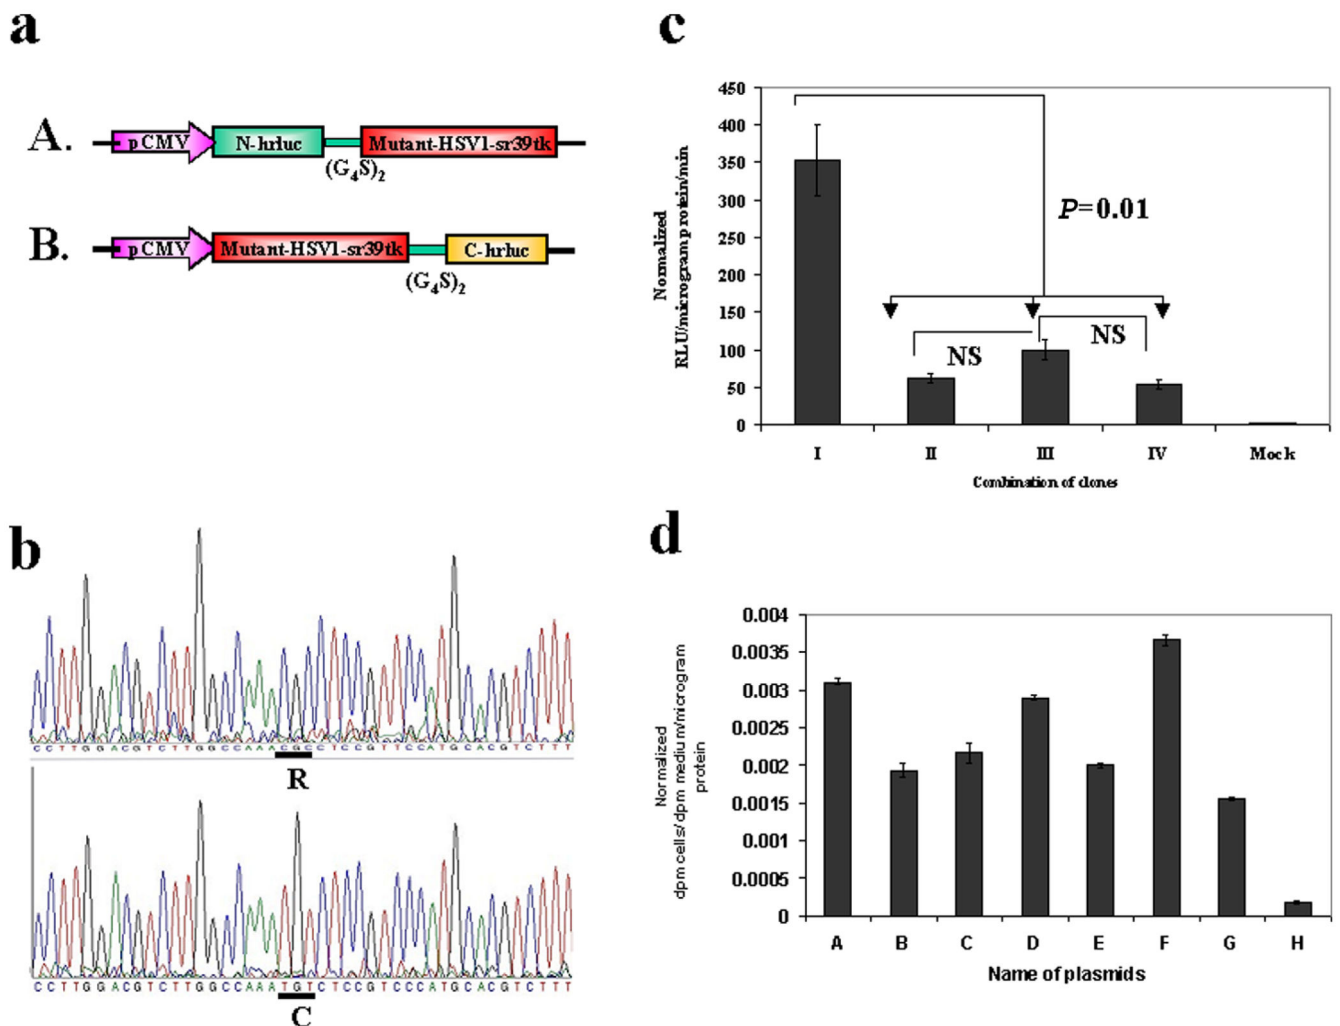 a
A.
pCMV
N-hrluc
Mutant-HSV1-sr39tk
(G4S)2
B.
pCMV
Mutant-HSV1-sr39tk
C-hrluc
(G4S)2
b
CCTTGGACGTCTTGGCCAAACGCCTCCGTTCCATGCACGTCTTT
R
CCTTGGACGTCTTGGCCAAATGTCTCCGTCCCATGCACGTCTTT
C
c
Normalized
RLU/microgram protein/min
450
400
350
300
250
200
150
100
50
0
P=0.01
NS
NS
I II III IV Mock
Combination of clones
d
Normalized
dpm cells/dpm medium/microgram
protein
0.004
0.0035
0.003
0.0025
0.002
0.0015
0.001
0.0005
0
A B C D E F G H
Name of plasmids